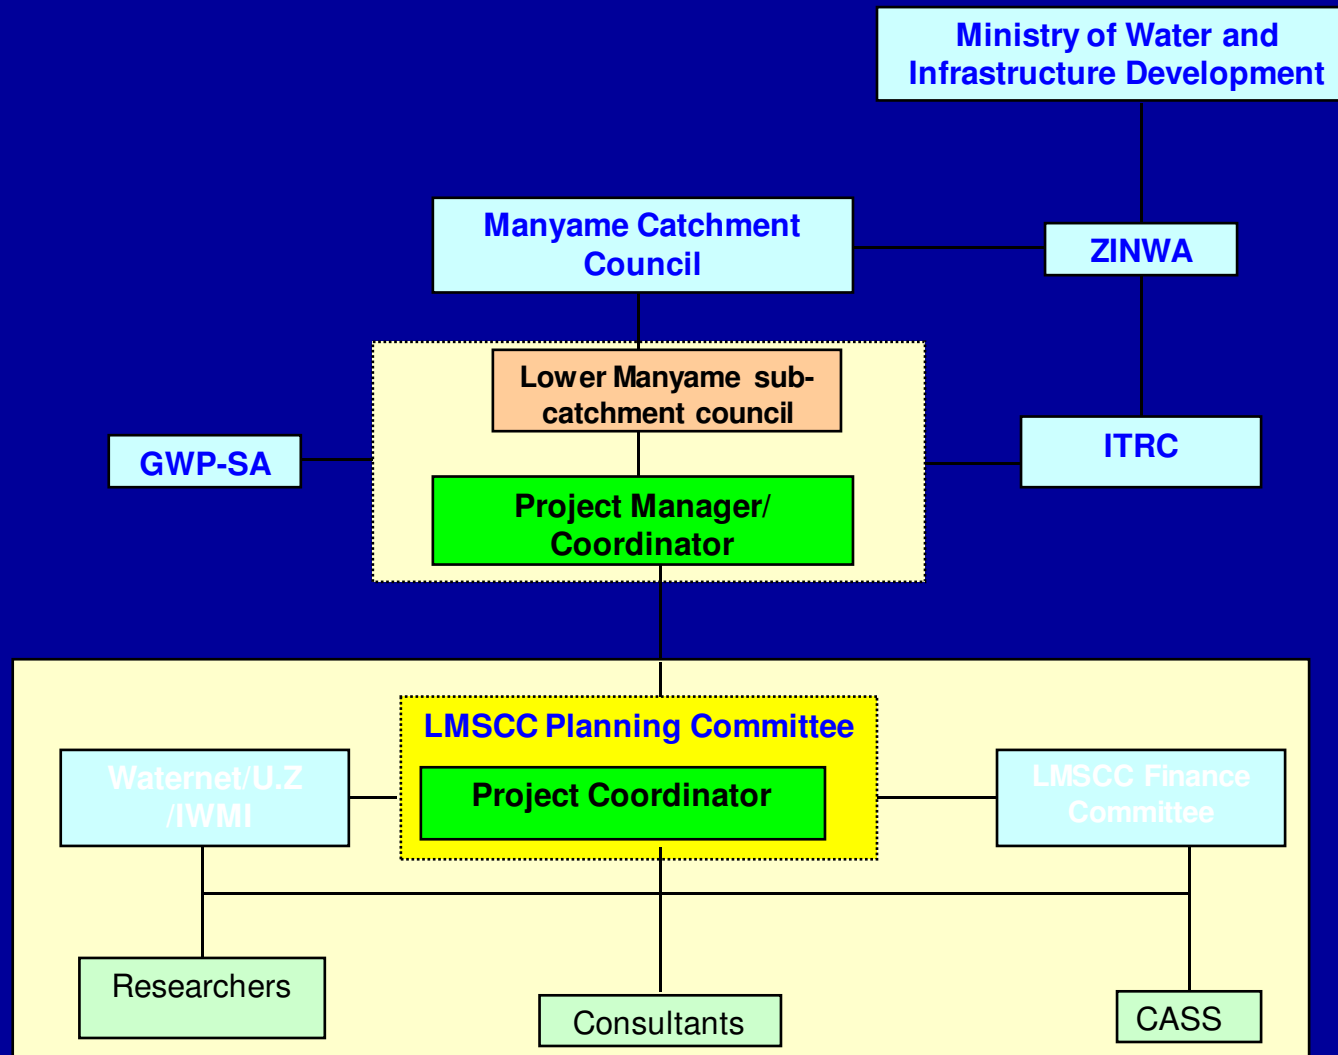 Ministry of Water and
Infrastructure Development
Manyame Catchment
Council
ZINWA
Lower Manyame sub-
catchment council
GWP-SA
ITRC
Project Manager/
Coordinator
LMSCC Planning Committee
Waternet/U.Z
/IWMI
Project Coordinator
LMSCC Finance
Committee
Researchers
Consultants
CASS